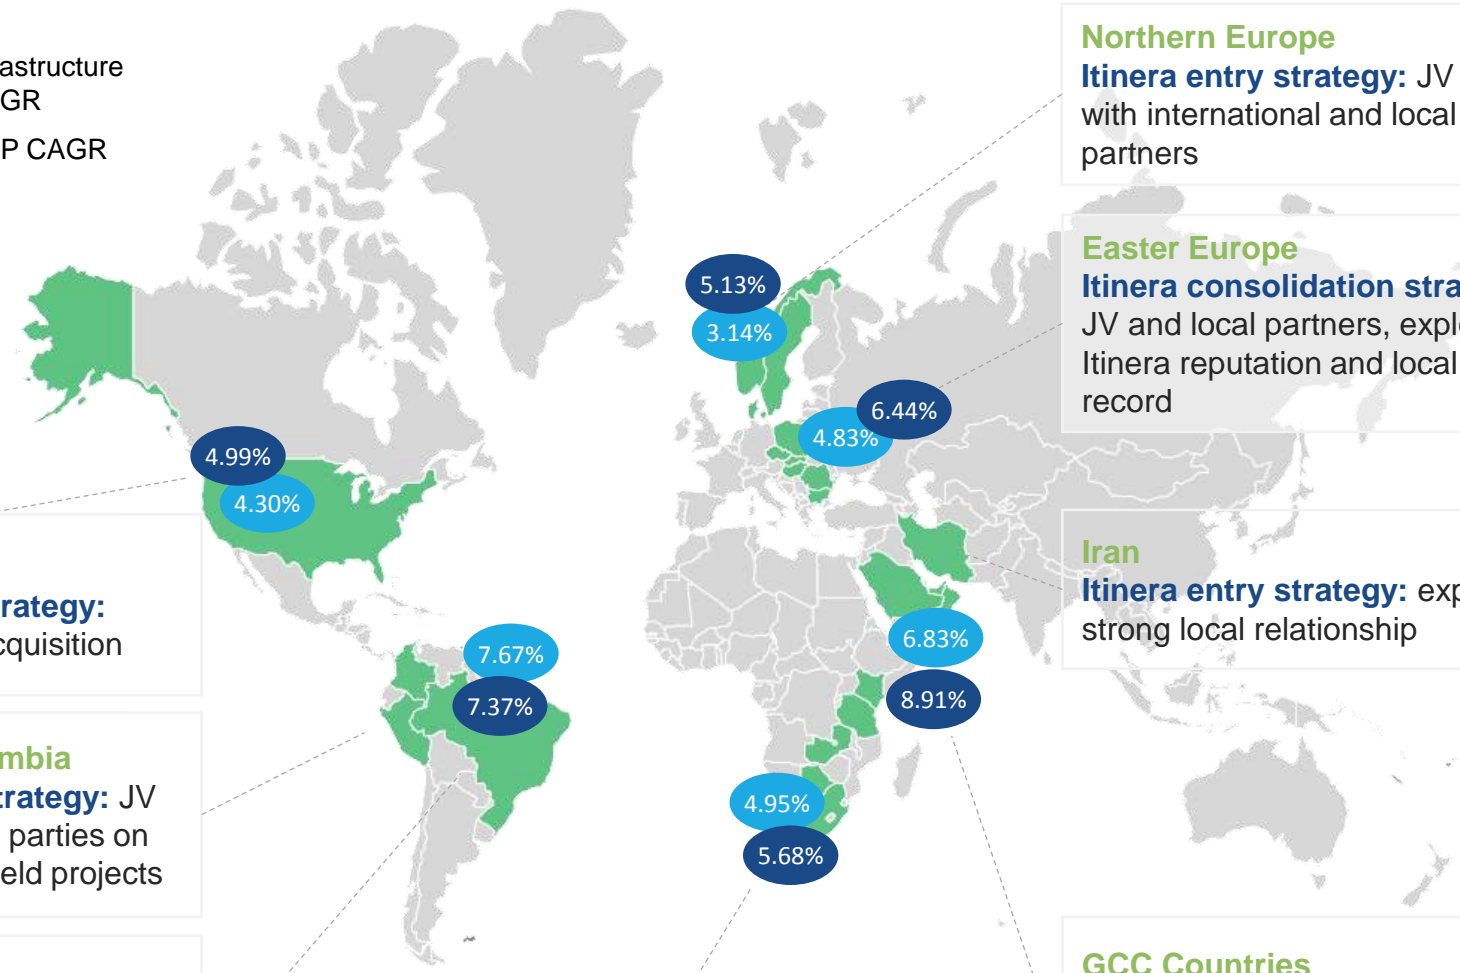 astructure
GR
P CAGR
Northern Europe
Itinera entry strategy: JV
with international and local
partners
Easter Europe
Itinera consolidation stra
JV and local partners, expl
Itinera reputation and local
record
Iran
Itinera entry strategy: exp
strong local relationship
GCC Countries
5.13%
3.14%
6.44%
4.83%
4.99%
4.30%
rategy:
cquisition
7.67%
7.37%
mbia
trategy: JV
parties on
eld projects
6.83%
8.91%
4.95%
5.68%